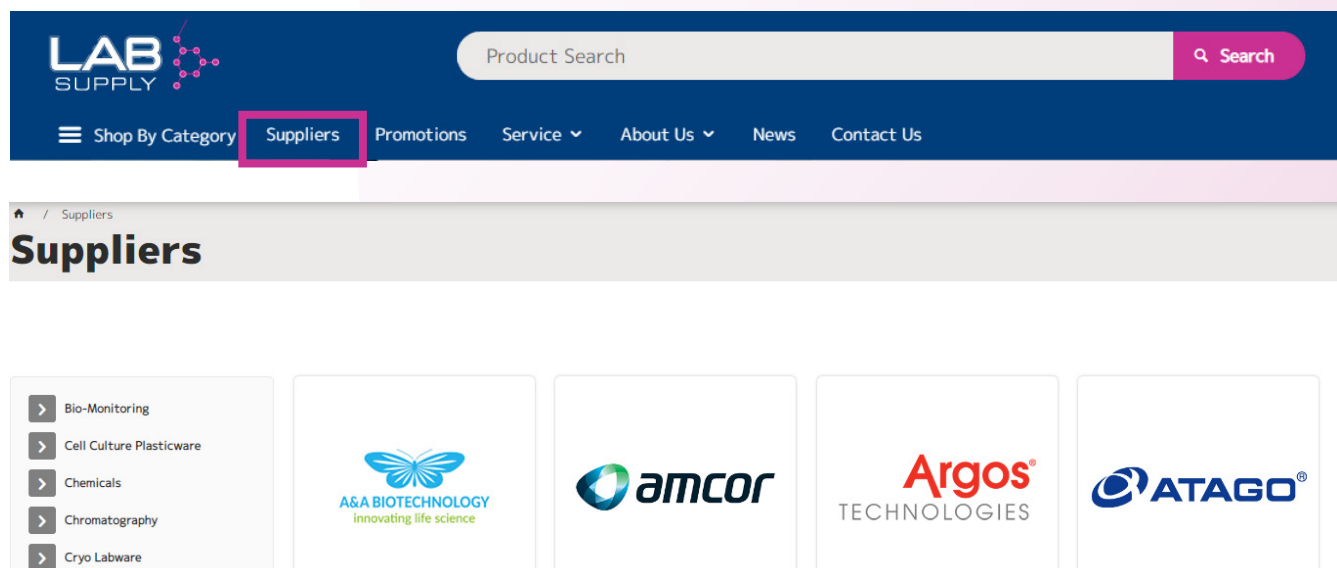 LAB
SUPPLY
Product Search
Search
Shop By Category Suppliers Promotions Service About Us News Contact Us
/ Suppliers
Suppliers
Bio-Monitoring
Cell Culture Plasticware
Chemicals
Chromatography
Cryo Labware
A&A BIOTECHNOLOGY
innovating life science
amcor
Argos®
TECHNOLOGIES
ATAGO®